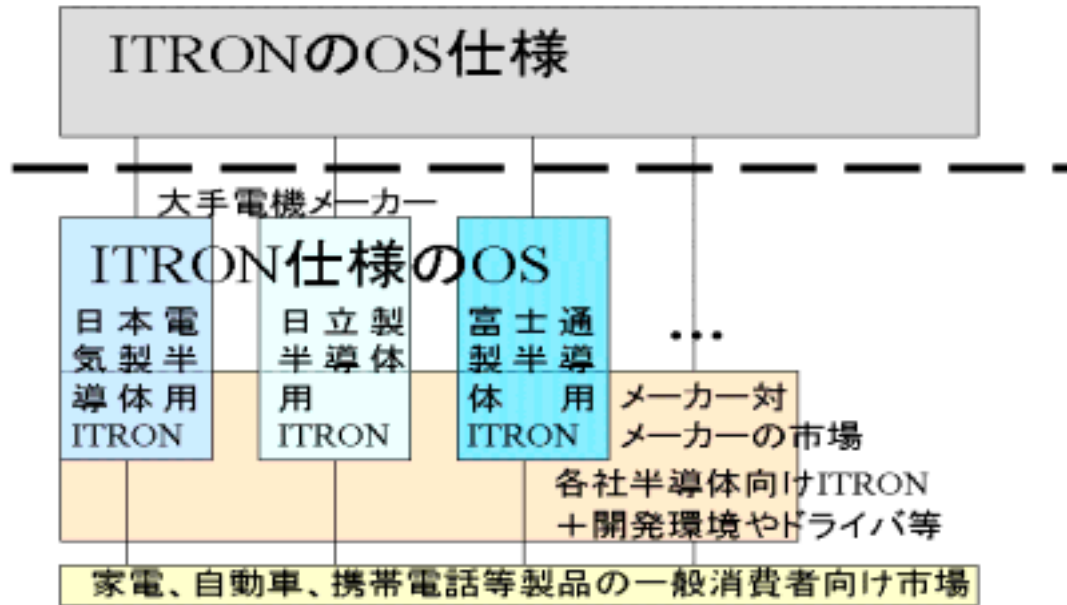 ITRONのOS仕様
大手電機メーカー
ITRON仕様のOS
日本電
気製半
導体用
ITRON
日立製
半導体
用
ITRON
富士通
製半導
体用
ITRON
…
メーカー対
メーカーの市場
各社半導体向けITRON
＋開発環境やドライバ等
家電、自動車、携帯電話等製品の一般消費者向け市場